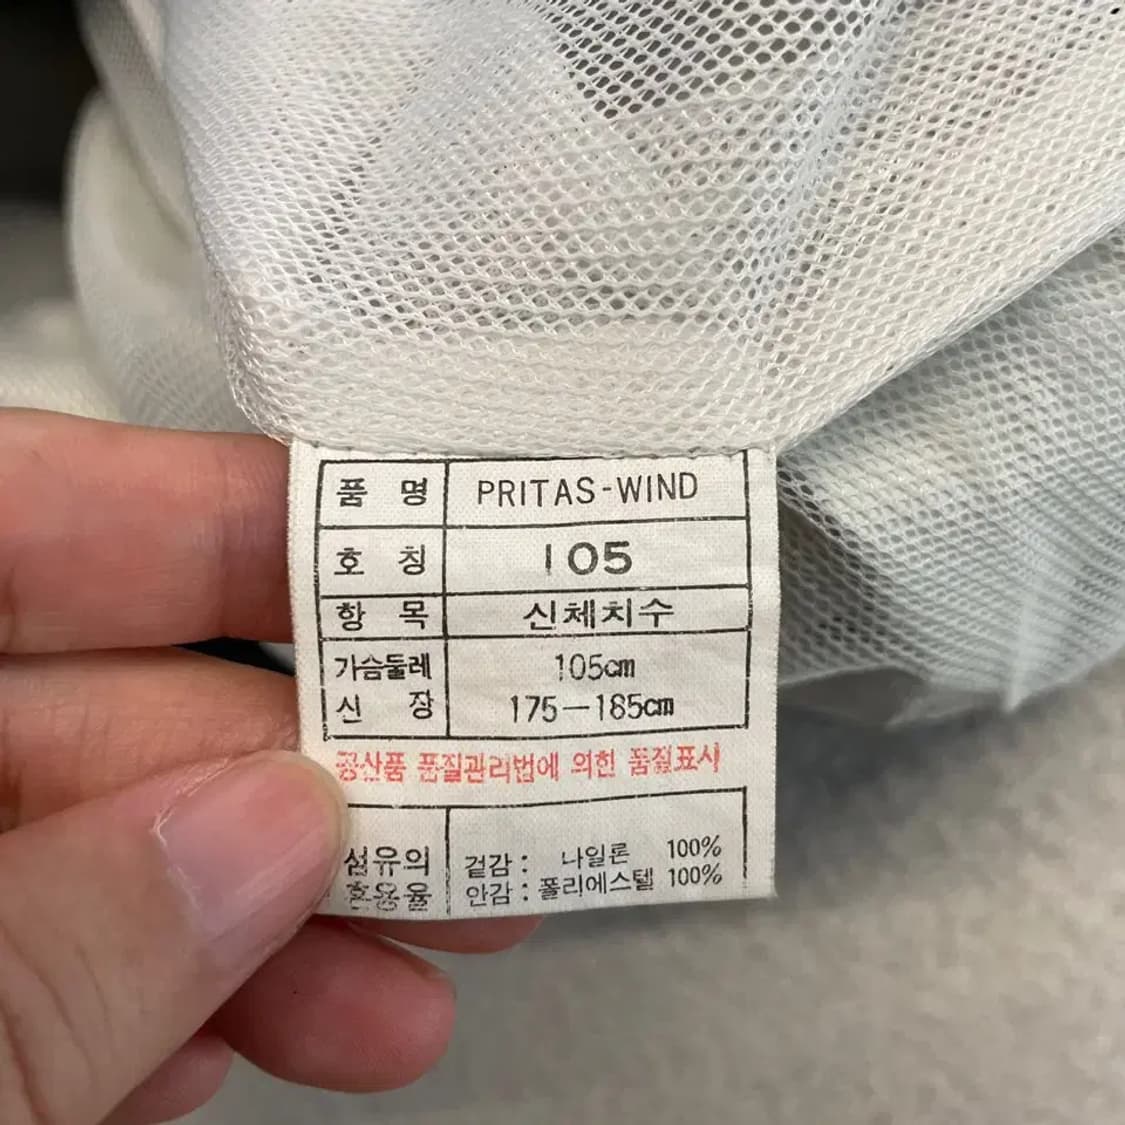 품 명 PRITAS-WIND
호 칭 105
항 목 신체치수
가슴둘레 105cm
신 장 175-185cm
공산품 품질관리법에 의한 품질표시
섬유의 겉감 : 나일론 100%
혼용율 안감 : 폴리에스텔 100%